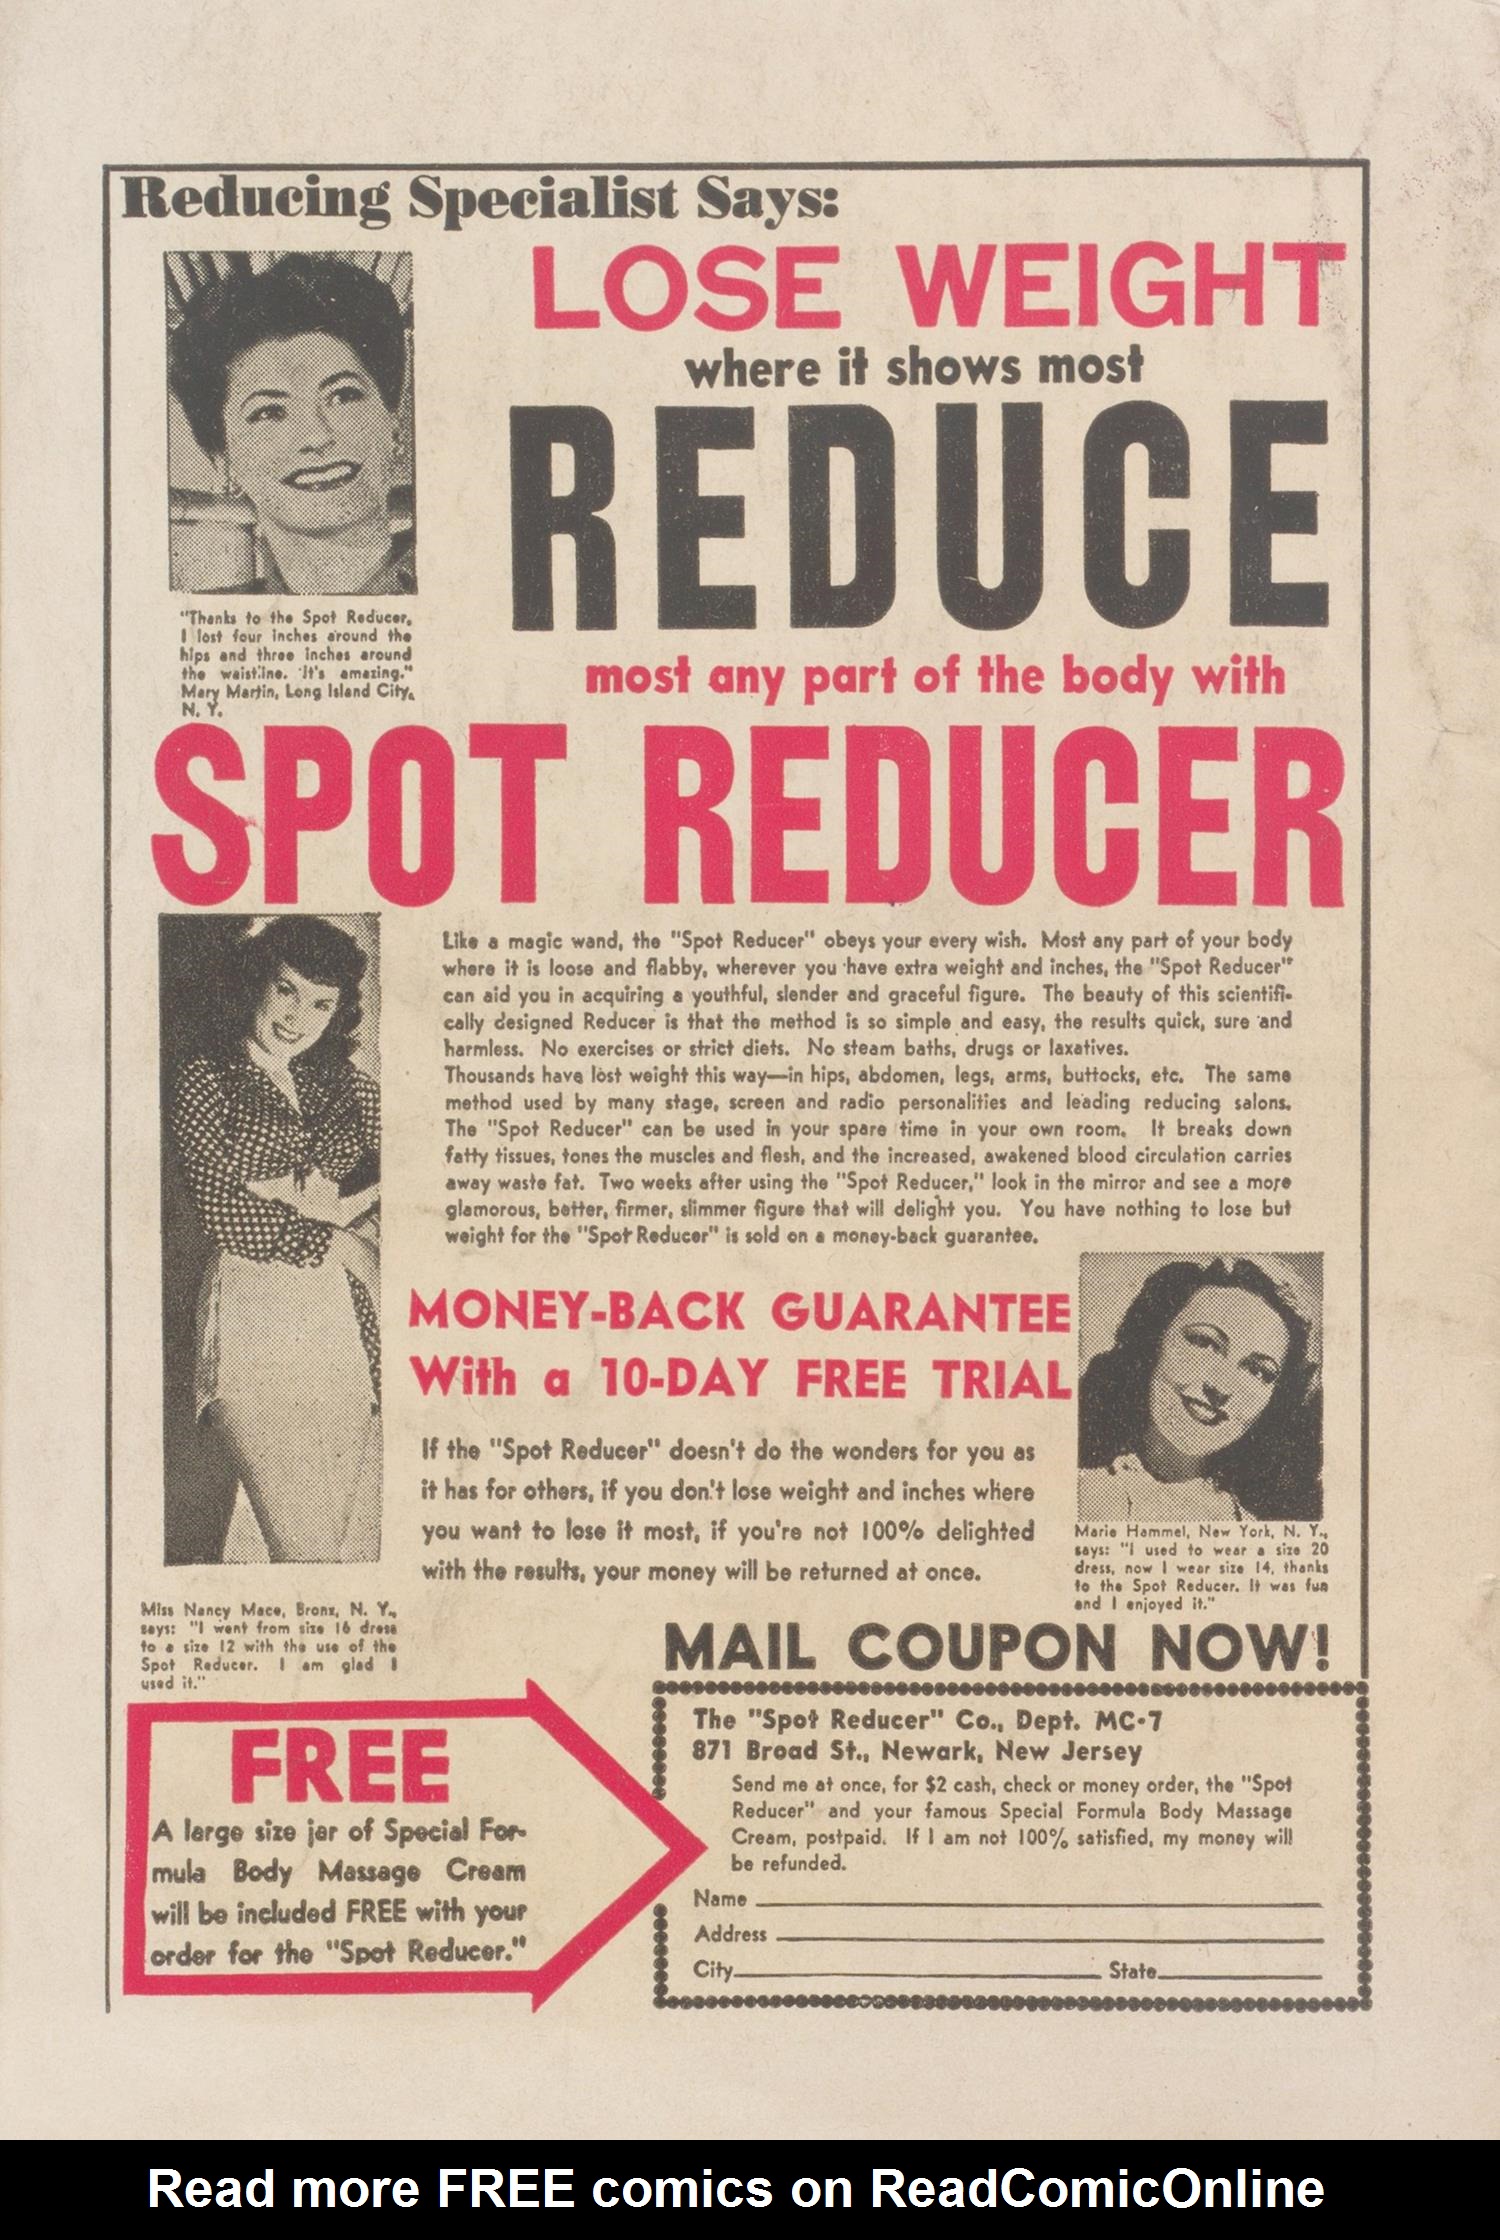 Reducing Specialist Says:
LOSE WEIGHT
where it shows most
REDUCE
most any part of the body with
"Thanks to the Spot Reducer,
I lost four inches around the
hips and three inches around
the waistline. It's amazing."
Mary Martin, Long Island City,
N. Y.
SPOT REDUCER
Like a magic wand, the "Spot Reducer" obeys your every wish. Most any part of your body
where it is loose and flabby, wherever you have extra weight and inches, the "Spot Reducer"
can aid you in acquiring a youthful, slender and graceful figure. The beauty of this scientifi-
cally designed Reducer is that the method is so simple and easy, the results quick, sure and
harmless. No exercises or strict diets. No steam baths, drugs or laxatives.
Thousands have lost weight this way—in hips, abdomen, legs, arms, buttocks, etc. The same
method used by many stage, screen and radio personalities and leading reducing salons.
The "Spot Reducer" can be used in your spare time in your own room. It breaks down
fatty tissues, tones the muscles and flesh, and the increased, awakened blood circulation carries
away waste fat. Two weeks after using the "Spot Reducer," look in the mirror and see a more
glamorous, better, firmer, slimmer figure that will delight you. You have nothing to lose but
weight for the "Spot Reducer" is sold on a money-back guarantee.
MONEY-BACK GUARANTEE
With a 10-DAY FREE TRIAL
If the "Spot Reducer" doesn't do the wonders for you as
it has for others, if you don't lose weight and inches where
you want to lose it most, if you're not 100% delighted
with the results, your money will be returned at once.
Marie Hammel, New York, N. Y.,
says: "I used to wear a size 20
dress, now I wear size 14, thanks
to the Spot Reducer. It was fun
and I enjoyed it."
Miss Nancy Mace, Bronx, N. Y.,
says: "I went from size 16 dress
to a size 12 with the use of the
Spot Reducer. I am glad I
used it."
MAIL COUPON NOW!
FREE
A large size jar of Special For-
mula Body Massage Cream
will be included FREE with your
order for the "Spot Reducer."
The "Spot Reducer" Co., Dept. MC-7
871 Broad St., Newark, New Jersey
Send me at once, for $2 cash, check or money order, the "Spot
Reducer" and your famous Special Formula Body Massage
Cream, postpaid. If I am not 100% satisfied, my money will
be refunded.
Name
Address
City State
Read more FREE comics on ReadComicOnline